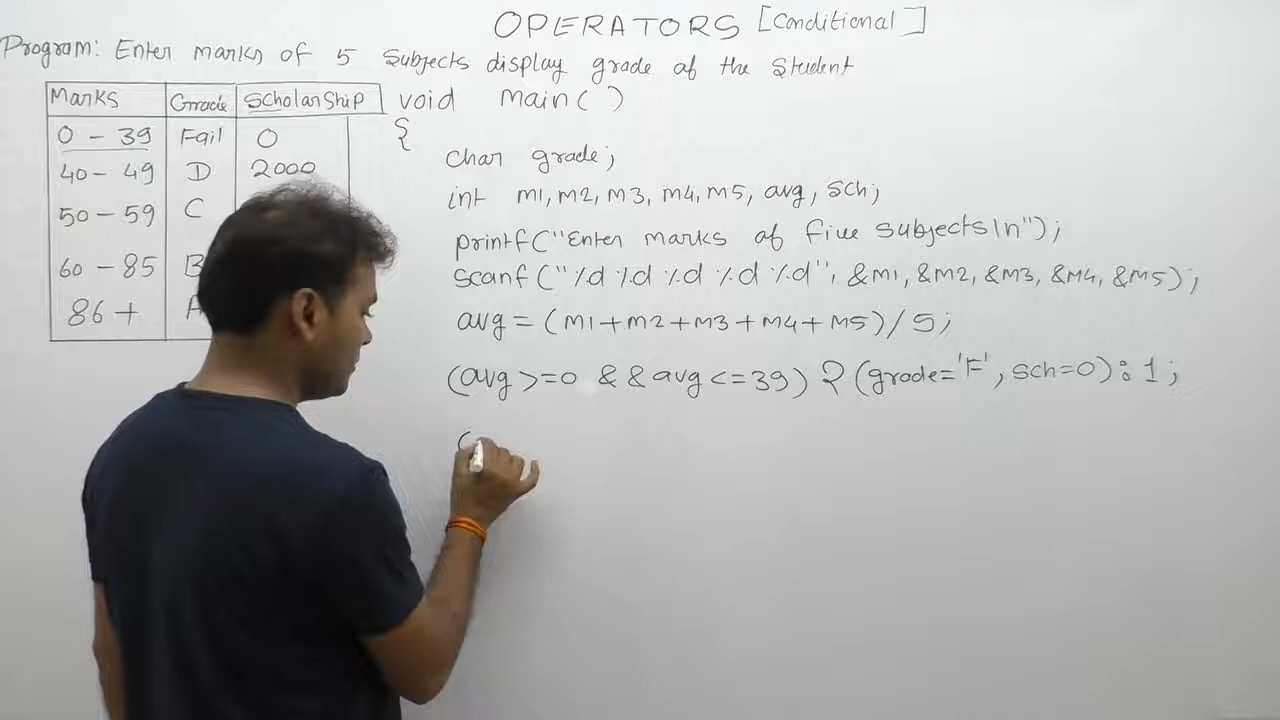 OPERATORS [Conditional]
Program: Enter marks of 5 subjects display grade of the Student
Marks Grade Scholarship
0 - 39 Fail 0
40 - 49 D 2000
50 - 59 C
60 - 85 B
86 + A
void main( )
{
char grade;
int m1, m2, m3, m4, m5, avg, sch;
printf("Enter marks of five subjects\n");
scanf("%d %d %d %d %d", &m1, &m2, &m3, &m4, &m5);
avg = (m1+m2+m3+m4+m5)/5;
(avg >=0 && avg <=39) ? (grade='F', sch=0) : 1;
(